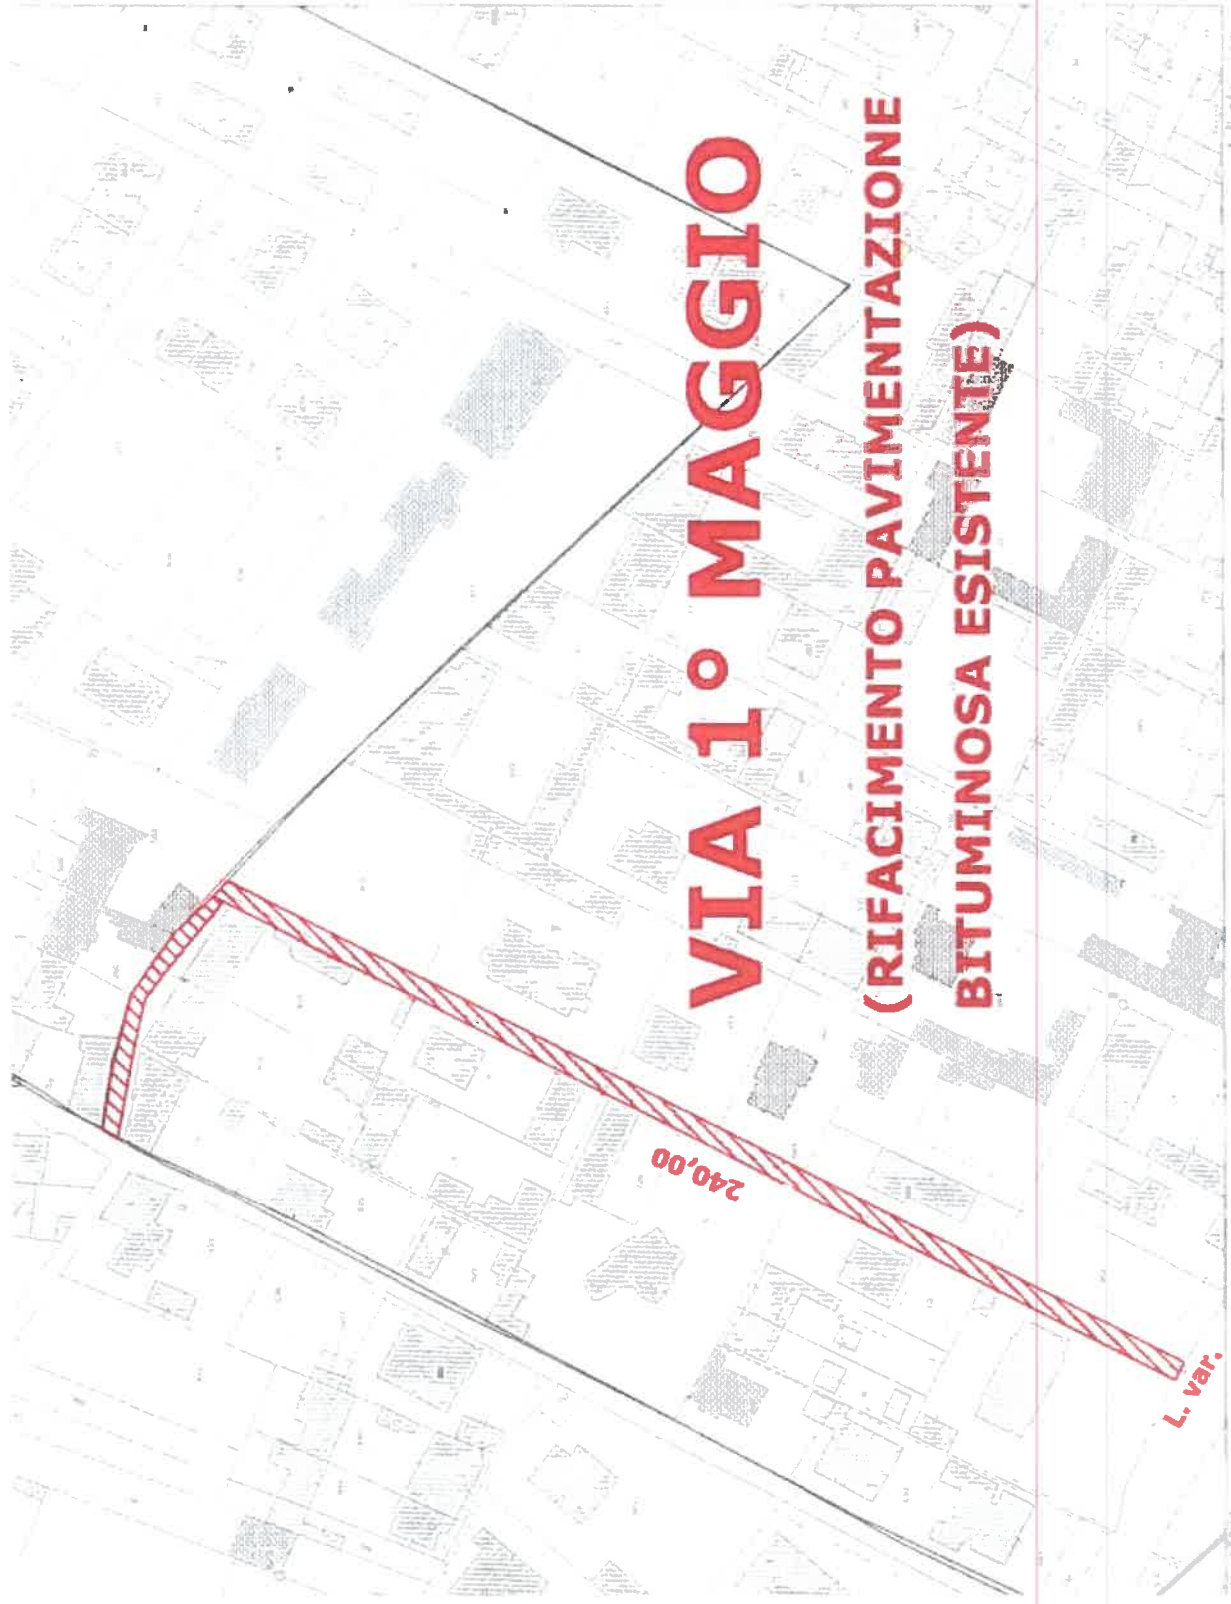 VIA 1° MAGGIO
(RIFACIMENTO PAVIMENTAZIONE
BITUMINOSA ESISTENTE)
240,00
L. var.